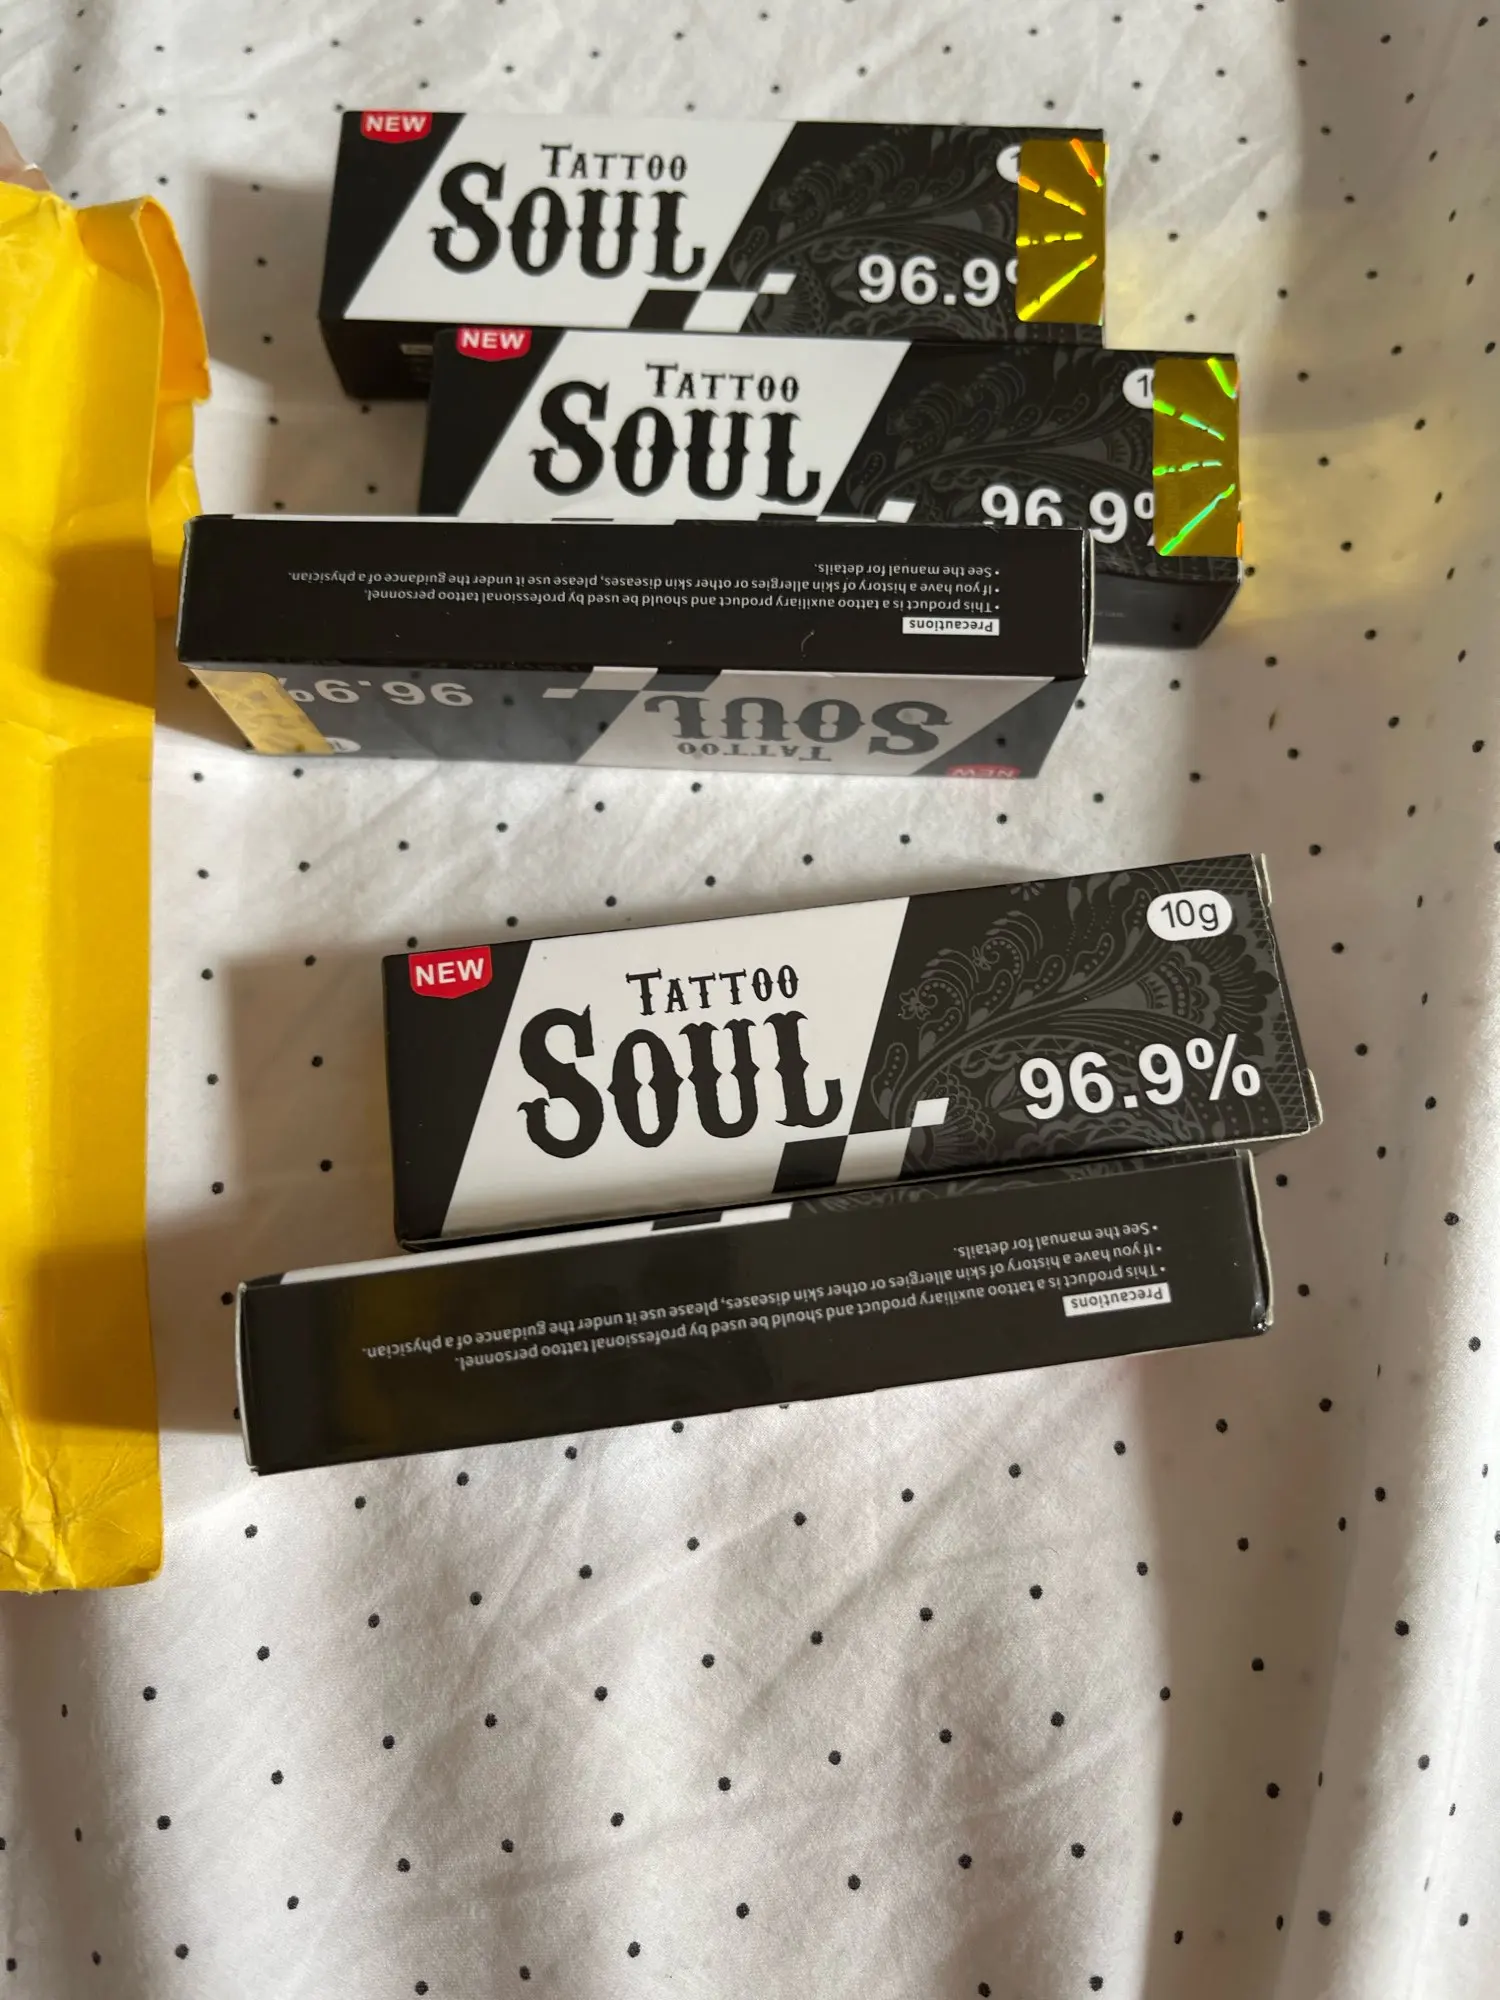 NEW
TATTOO
SOUL
96.9
NEW
TATTOO
SOUL
96.9%
Precautions
• This product is a tattoo auxiliary product and should be used by professional tattoo personnel.
• If you have a history of skin allergies or other skin diseases, please use it under the guidance of a physician.
• See the manual for details.
NEW
TATTOO
SOUL
96.9%
NEW
TATTOO
SOUL
10g
96.9%
Precautions
• This product is a tattoo auxiliary product and should be used by professional tattoo personnel.
• If you have a history of skin allergies or other skin diseases, please use it under the guidance of a physician.
• See the manual for details.